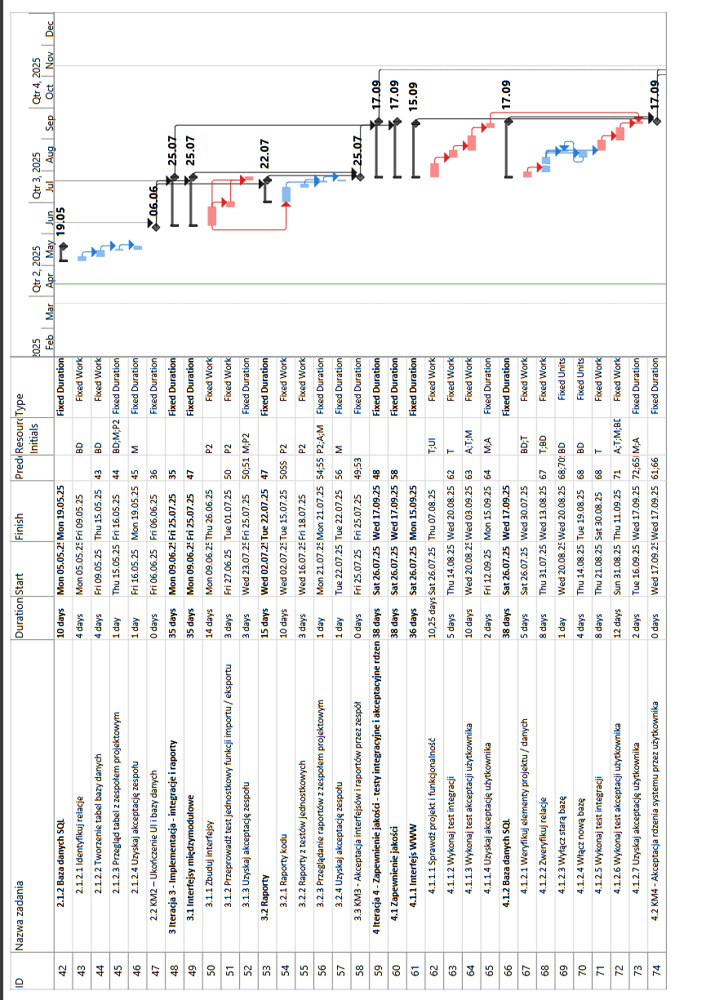 ID Nazwa zadania Duration Start Finish Pred Resour Initials Type
2025 Qtr 2, 2025 Qtr 3, 2025 Qtr 4, 2025
Feb Mar Apr May Jun Jul Aug Sep Oct Nov Dec
42 2.1.2 Baza danych SQL 10 days Mon 05.05.25 Mon 19.05.25 Fixed Duration 19.05
43 2.1.2.1 Identyfikuj relacje 4 days Mon 05.05.25 Fri 09.05.25 BD Fixed Work
44 2.1.2.2 Tworzenie tabel bazy danych 4 days Fri 09.05.25 Thu 15.05.25 43 BD Fixed Work
45 2.1.2.3 Przegląd tabel z zespołem projektowym 1 day Thu 15.05.25 Fri 16.05.25 44 BD;M;P2 Fixed Duration
46 2.1.2.4 Uzyskaj akceptację zespołu 1 day Fri 16.05.25 Mon 19.05.25 45 M Fixed Duration
47 2.2 KM2 – Ukończenie UI i bazy danych 0 days Fri 06.06.25 Fri 06.06.25 36 Fixed Duration 06.06
48 3 Iteracja 3 - Implementacja - integracje i raporty 35 days Mon 09.06.25 Fri 25.07.25 35 Fixed Duration 25.07
49 3.1 Interfejsy międzymodułowe 35 days Mon 09.06.25 Fri 25.07.25 47 Fixed Duration 25.07
50 3.1.1 Zbuduj interfejsy 14 days Mon 09.06.25 Thu 26.06.25 P2 Fixed Work
51 3.1.2 Przeprowadź test jednostkowy funkcji importu / eksportu 3 days Fri 27.06.25 Tue 01.07.25 50 P2 Fixed Work
52 3.1.3 Uzyskaj akceptację zespołu 3 days Wed 23.07.25 Fri 25.07.25 50;51 M;P2 Fixed Duration
53 3.2 Raporty 15 days Wed 02.07.25 Tue 22.07.25 47 Fixed Duration 22.07
54 3.2.1 Raporty kodu 10 days Wed 02.07.25 Tue 15.07.25 50SS P2 Fixed Work
55 3.2.2 Raporty z testów jednostkowych 3 days Wed 16.07.25 Fri 18.07.25 P2 Fixed Work
56 3.2.3 Przeglądanie raportów z zespołem projektowym 1 day Mon 21.07.25 Mon 21.07.25 54;55 P2;A;M Fixed Duration
57 3.2.4 Uzyskaj akceptację zespołu 1 day Tue 22.07.25 Tue 22.07.25 56 M Fixed Duration
58 3.3 KM3 - Akceptacja interfejsów i raportów przez zespół 0 days Fri 25.07.25 Fri 25.07.25 49;53 Fixed Duration 25.07
59 4 Iteracja 4 - Zapewnienie jakości - testy integracyjne i akceptacyjne rdzen 38 days Sat 26.07.25 Wed 17.09.25 48 Fixed Duration 17.09
60 4.1 Zapewnienie jakości 38 days Sat 26.07.25 Wed 17.09.25 58 Fixed Duration 17.09
61 4.1.1 Interfejs WWW 36 days Sat 26.07.25 Mon 15.09.25 Fixed Duration 15.09
62 4.1.1.1 Sprawdź projekt i funkcjonalność 10,25 days Sat 26.07.25 Thu 07.08.25 T;UI Fixed Work
63 4.1.1.2 Wykonaj test integracji 5 days Thu 14.08.25 Wed 20.08.25 62 T Fixed Work
64 4.1.1.3 Wykonaj test akceptacji użytkownika 10 days Wed 20.08.25 Wed 03.09.25 63 A;T;M Fixed Work
65 4.1.1.4 Uzyskaj akceptację użytkownika 2 days Fri 12.09.25 Mon 15.09.25 64 M;A Fixed Duration
66 4.1.2 Baza danych SQL 38 days Sat 26.07.25 Wed 17.09.25 Fixed Duration 17.09
67 4.1.2.1 Weryfikuj elementy projektu / danych 5 days Sat 26.07.25 Wed 30.07.25 BD;T Fixed Work
68 4.1.2.2 Zweryfikuj relacje 8 days Thu 31.07.25 Wed 13.08.25 67 T;BD Fixed Work
69 4.1.2.3 Wyłącz starą bazę 1 day Wed 20.08.25 Wed 20.08.25 68;70 BD Fixed Units
70 4.1.2.4 Włącz nową bazę 4 days Thu 14.08.25 Tue 19.08.25 68 BD Fixed Units
71 4.1.2.5 Wykonaj test integracji 8 days Thu 21.08.25 Sat 30.08.25 68 T Fixed Work
72 4.1.2.6 Wykonaj test akceptacji użytkownika 12 days Sun 31.08.25 Thu 11.09.25 71 A;T;M;BD Fixed Work
73 4.1.2.7 Uzyskaj akceptację użytkownika 2 days Tue 16.09.25 Wed 17.09.25 72;65 M;A Fixed Duration
74 4.2 KM4 - Akceptacja rdzenia systemu przez użytkownika 0 days Wed 17.09.25 Wed 17.09.25 61;66 Fixed Duration 17.09